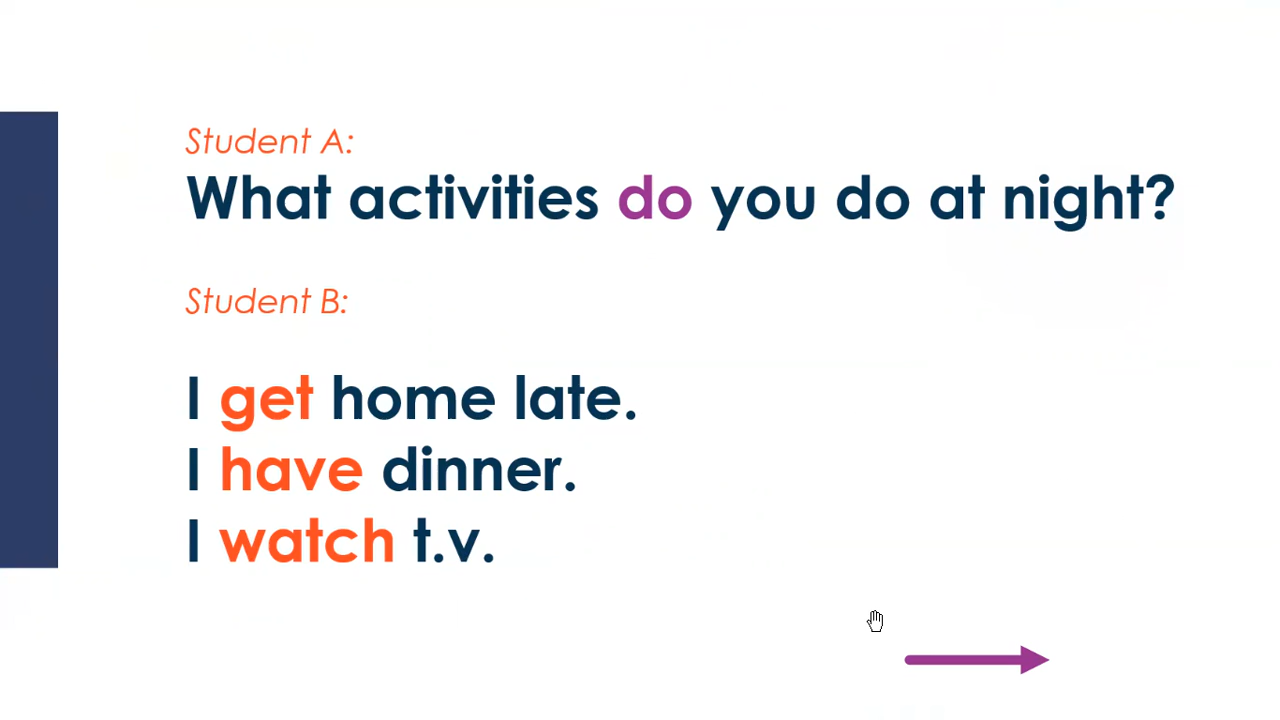 Student A:
What activities do you do at night?
Student B:
I get home late.
I have dinner.
I watch t.v.